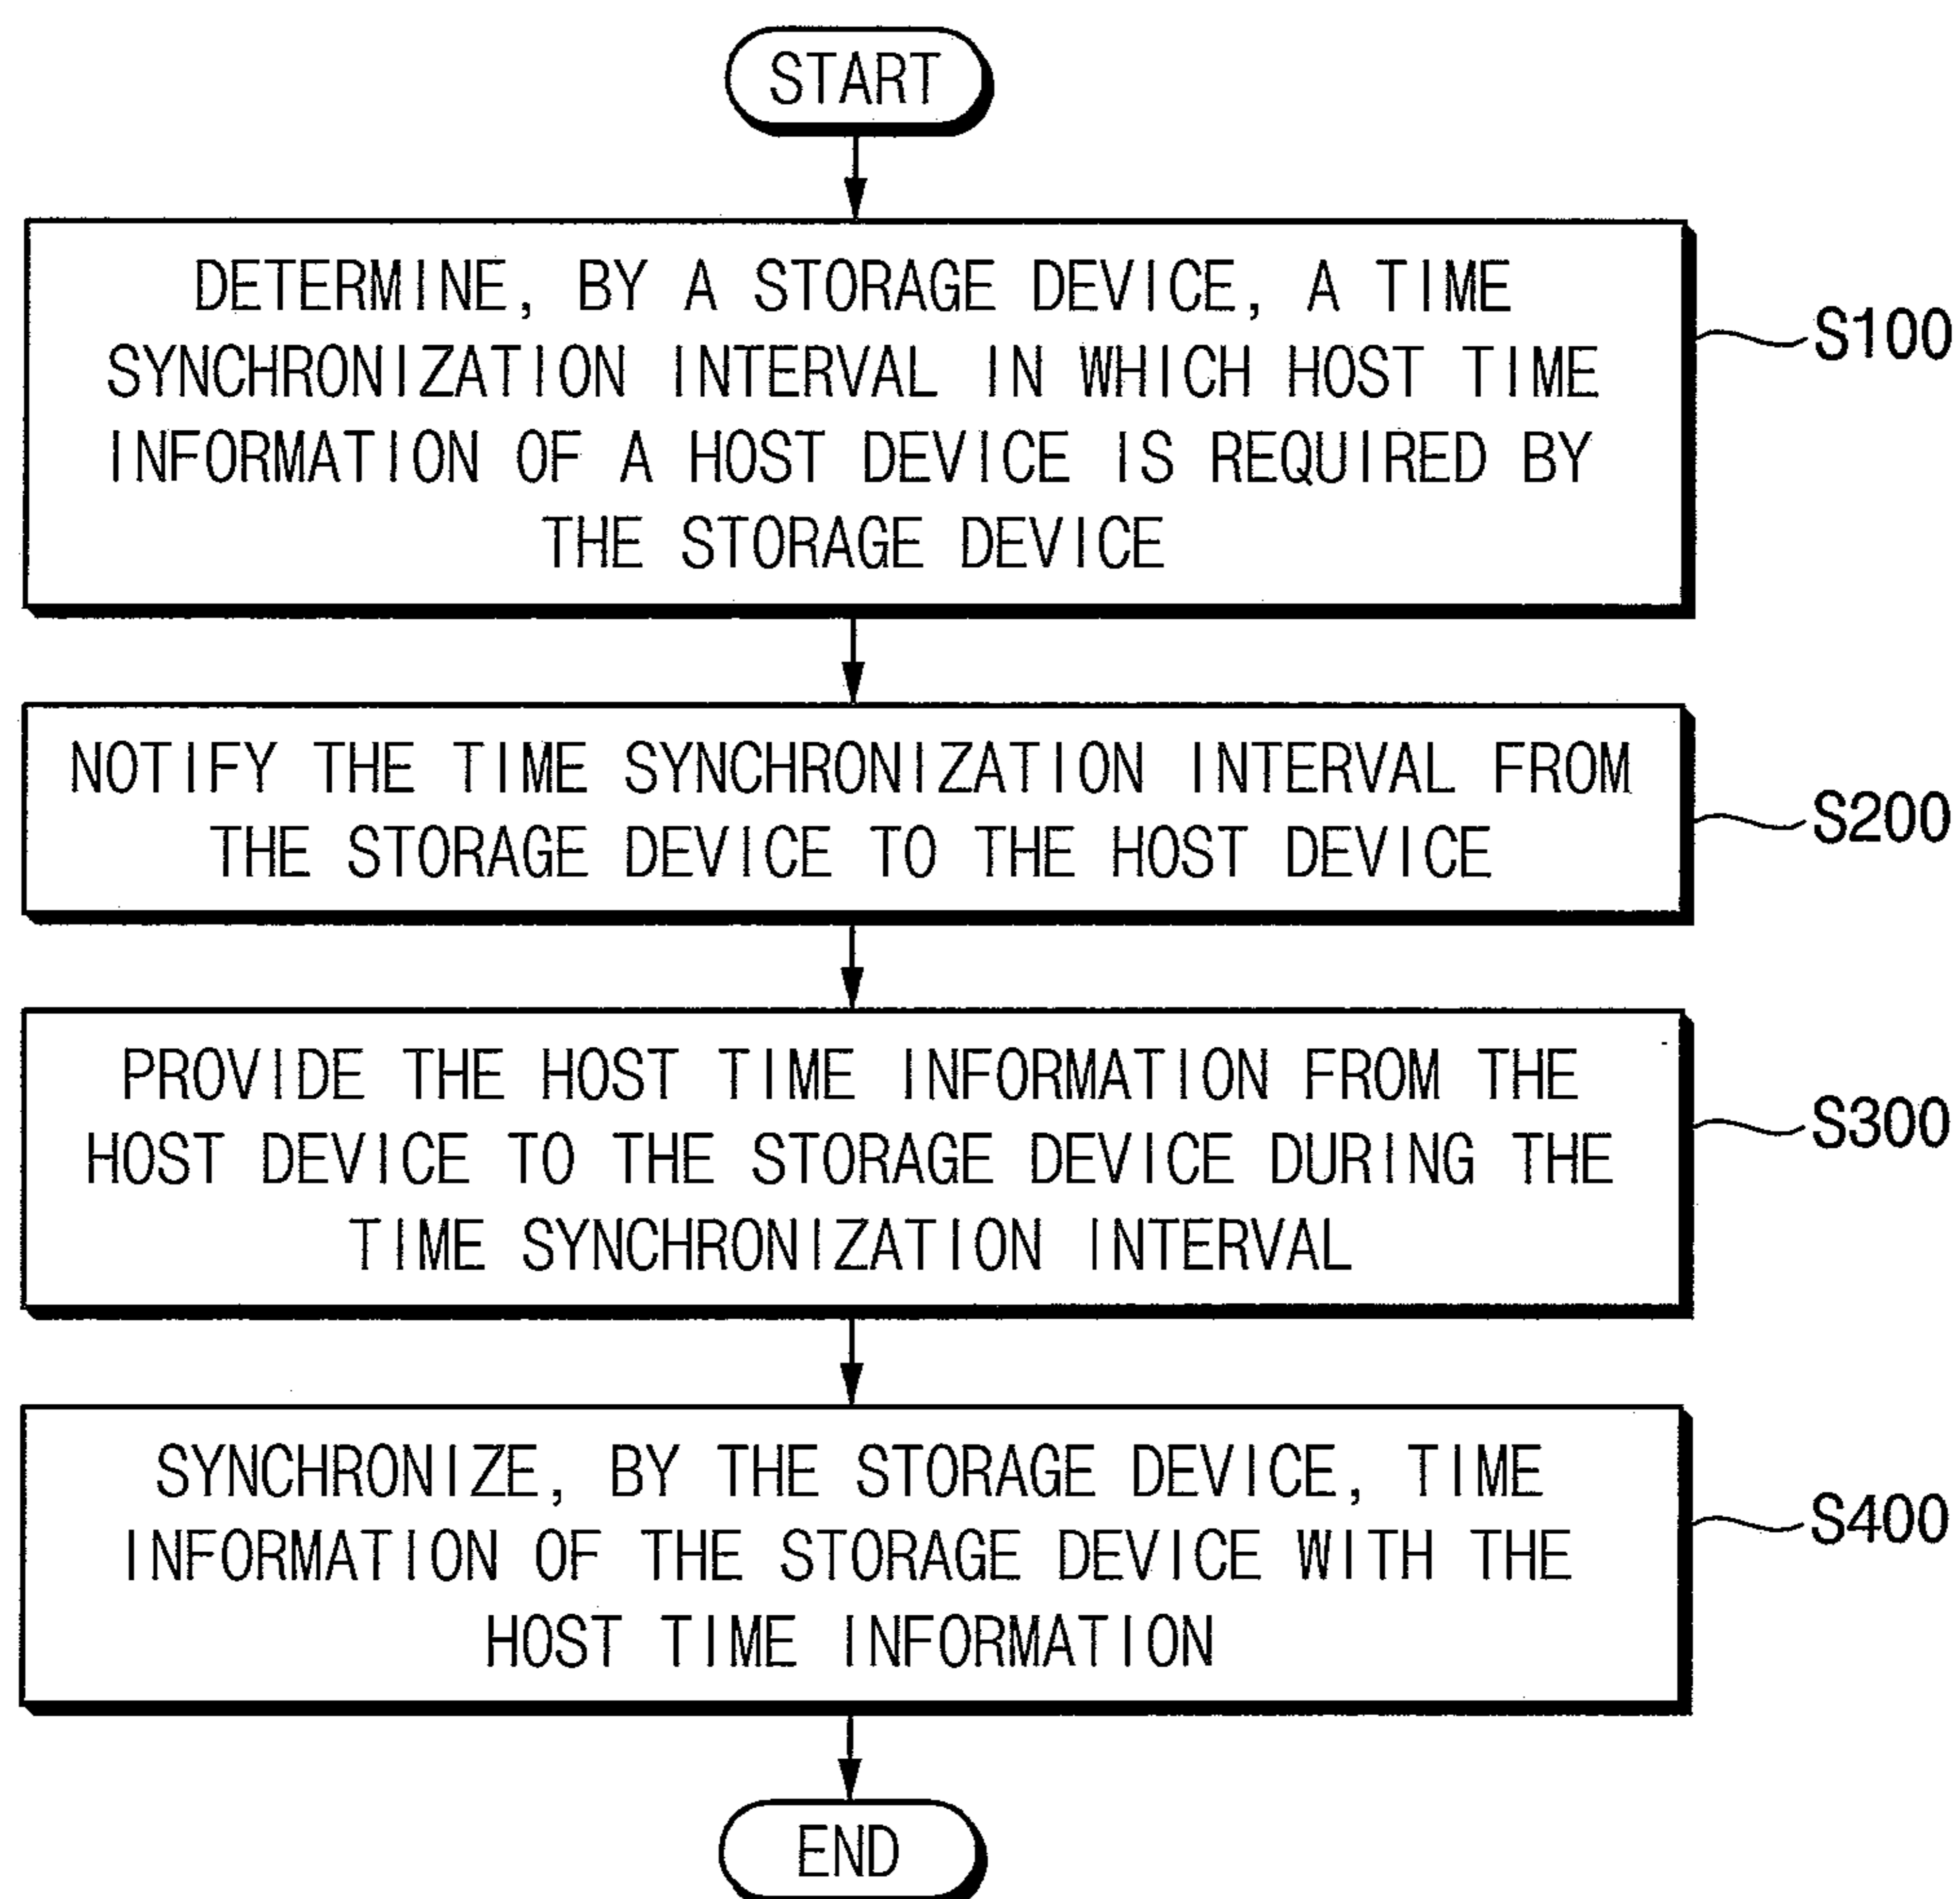 START
DETERMINE, BY A STORAGE DEVICE, A TIME
SYNCHRONIZATION INTERVAL IN WHICH HOST TIME
INFORMATION OF A HOST DEVICE IS REQUIRED BY
THE STORAGE DEVICE
S100
NOTIFY THE TIME SYNCHRONIZATION INTERVAL FROM
THE STORAGE DEVICE TO THE HOST DEVICE
S200
PROVIDE THE HOST TIME INFORMATION FROM THE
HOST DEVICE TO THE STORAGE DEVICE DURING THE
TIME SYNCHRONIZATION INTERVAL
S300
SYNCHRONIZE, BY THE STORAGE DEVICE, TIME
INFORMATION OF THE STORAGE DEVICE WITH THE
HOST TIME INFORMATION
S400
END